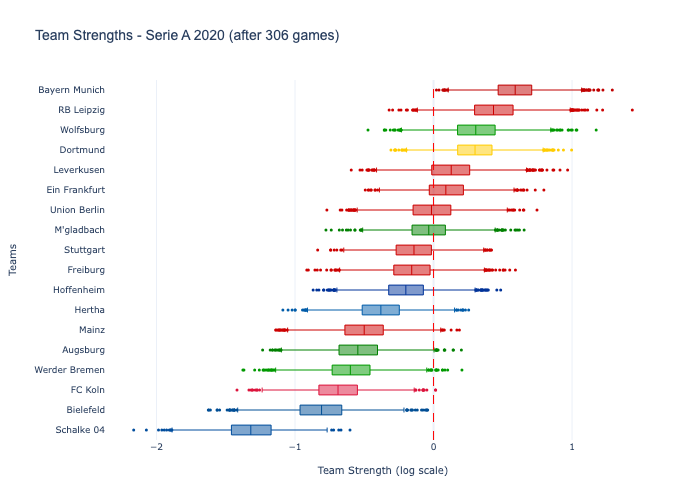 Team Strengths - Serie A 2020 (after 306 games)
Bayern Munich
RB Leipzig
Wolfsburg
Dortmund
Leverkusen
Ein Frankfurt
Union Berlin
M'gladbach
Stuttgart
Freiburg
Hoffenheim
Hertha
Mainz
Augsburg
Werder Bremen
FC Koln
Bielefeld
Schalke 04
Teams
−2 −1 0 1
Team Strength (log scale)